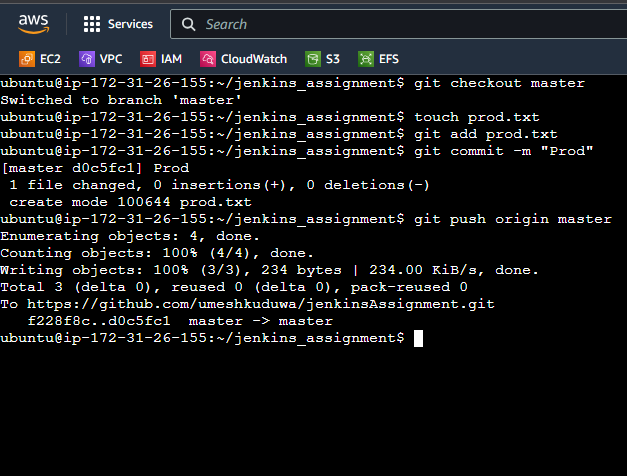 aws
Services
Search
EC2 VPC IAM CloudWatch S3 EFS
ubuntu@ip-172-31-26-155:~/jenkins_assignment$ git checkout master
Switched to branch 'master'
ubuntu@ip-172-31-26-155:~/jenkins_assignment$ touch prod.txt
ubuntu@ip-172-31-26-155:~/jenkins_assignment$ git add prod.txt
ubuntu@ip-172-31-26-155:~/jenkins_assignment$ git commit -m "Prod"
[master d0c5fc1] Prod
 1 file changed, 0 insertions(+), 0 deletions(-)
 create mode 100644 prod.txt
ubuntu@ip-172-31-26-155:~/jenkins_assignment$ git push origin master
Enumerating objects: 4, done.
Counting objects: 100% (4/4), done.
Writing objects: 100% (3/3), 234 bytes | 234.00 KiB/s, done.
Total 3 (delta 0), reused 0 (delta 0), pack-reused 0
To https://github.com/umeshkuduwa/jenkinsAssignment.git
   f228f8c..d0c5fc1  master -> master
ubuntu@ip-172-31-26-155:~/jenkins_assignment$